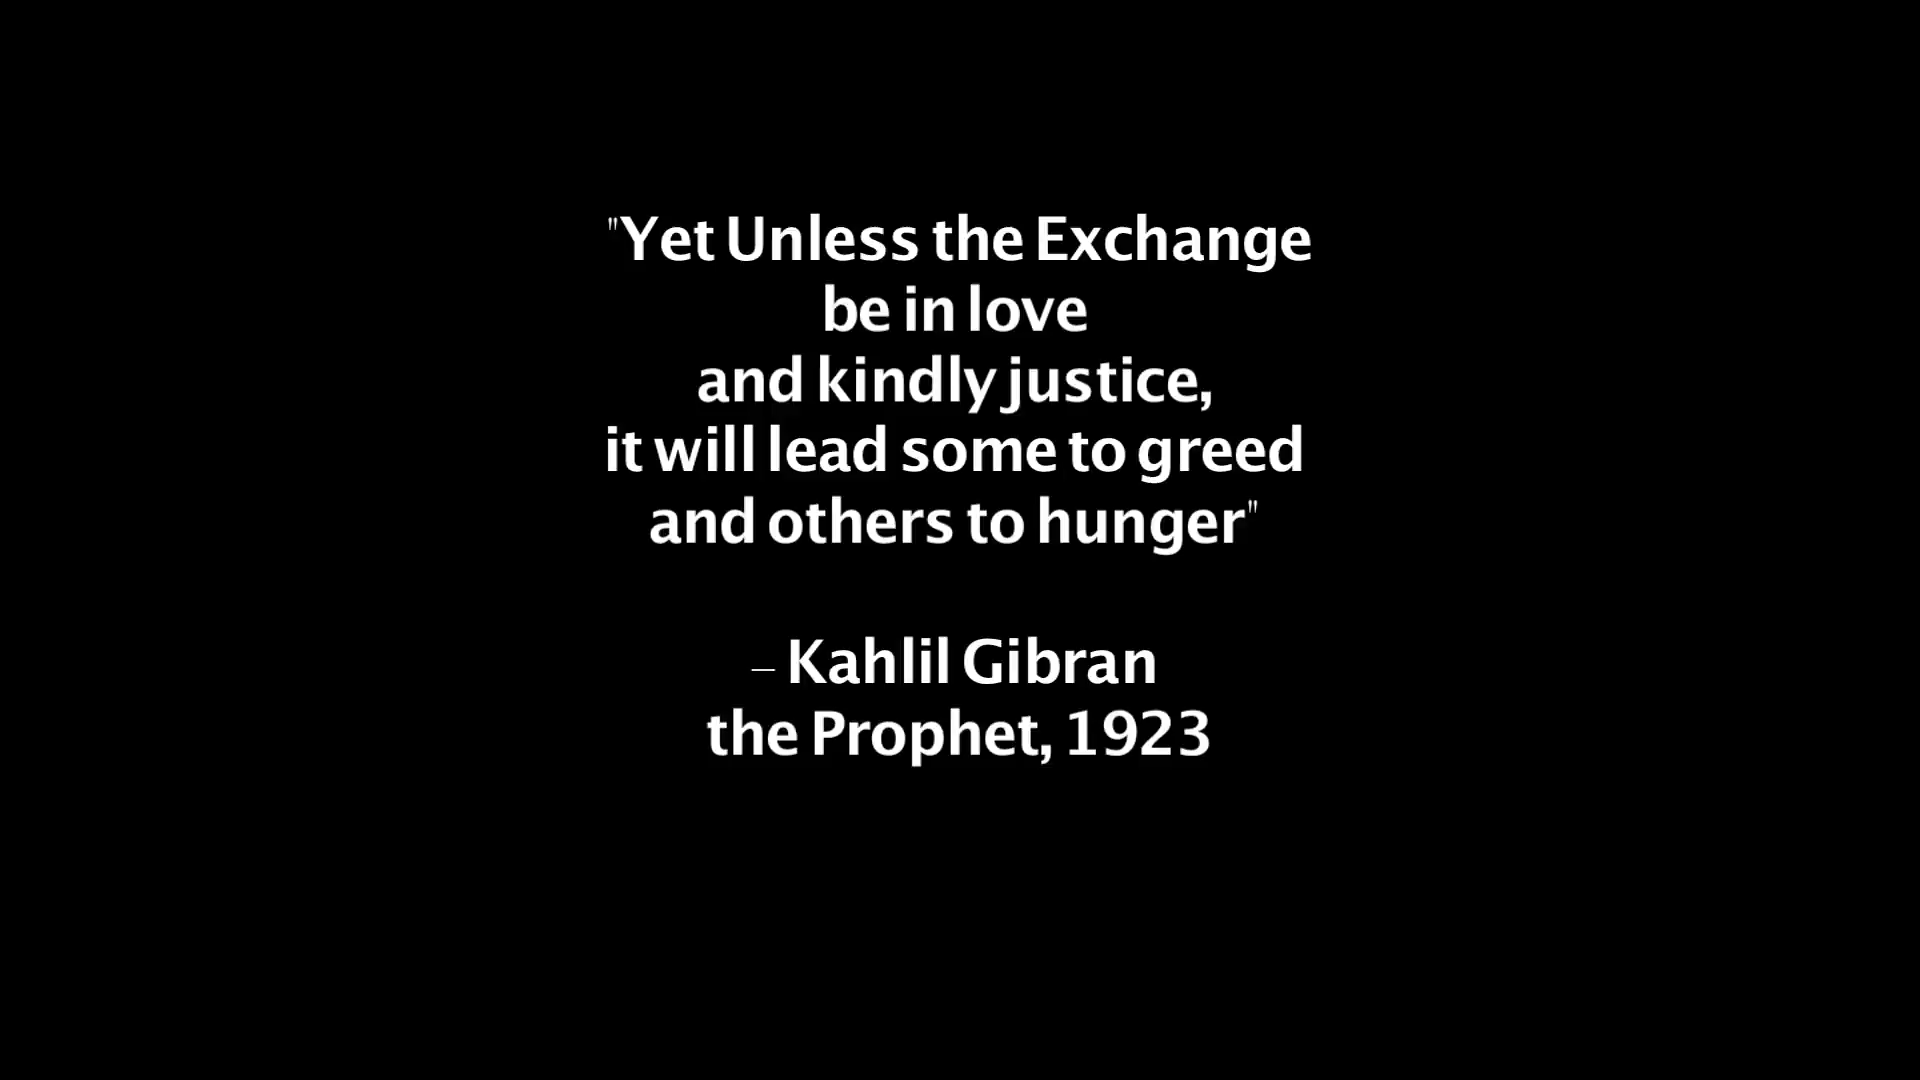 "Yet Unless the Exchange
be in love
and kindly justice,
it will lead some to greed
and others to hunger"
– Kahlil Gibran
the Prophet, 1923